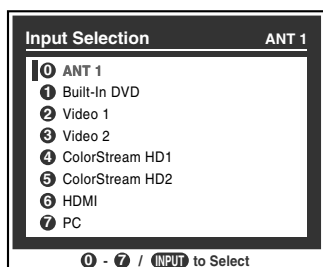 Input Selection ANT 1
0 ANT 1
1 Built-In DVD
2 Video 1
3 Video 2
4 ColorStream HD1
5 ColorStream HD2
6 HDMI
7 PC
0 - 7 / INPUT to Select